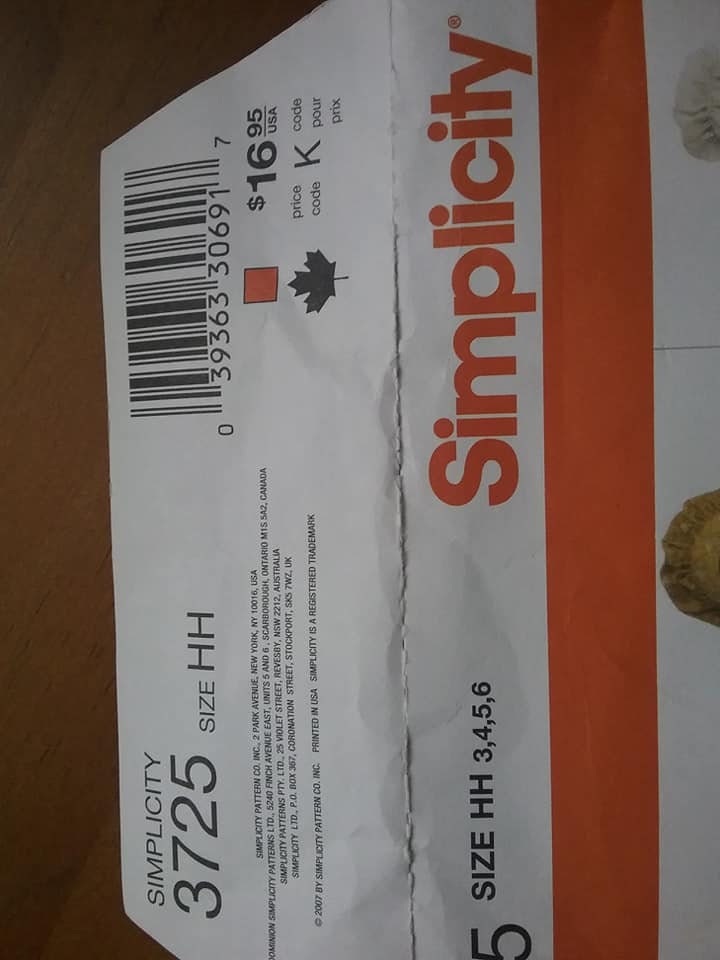 SIMPLICITY
3725 SIZE HH
0 39363 30691 7
$16.95
USA
price code K code pour prix
SIMPLICITY PATTERN CO. INC., 2 PARK AVENUE, NEW YORK, NY 10016, USA
DOMINION SIMPLICITY PATTERNS LTD., 5240 FINCH AVENUE EAST, UNITS 5 AND 6, SCARBOROUGH, ONTARIO M1S 5A2, CANADA
SIMPLICITY PATTERNS PTY. LTD., 25 VIOLET STREET, REVESBY, NSW 2212, AUSTRALIA
SIMPLICITY LTD., P.O. BOX 367, CORONATION STREET, STOCKPORT, SK5 7WZ, UK
© 2007 BY SIMPLICITY PATTERN CO. INC. PRINTED IN USA SIMPLICITY IS A REGISTERED TRADEMARK
5 SIZE HH 3,4,5,6
Simplicity®